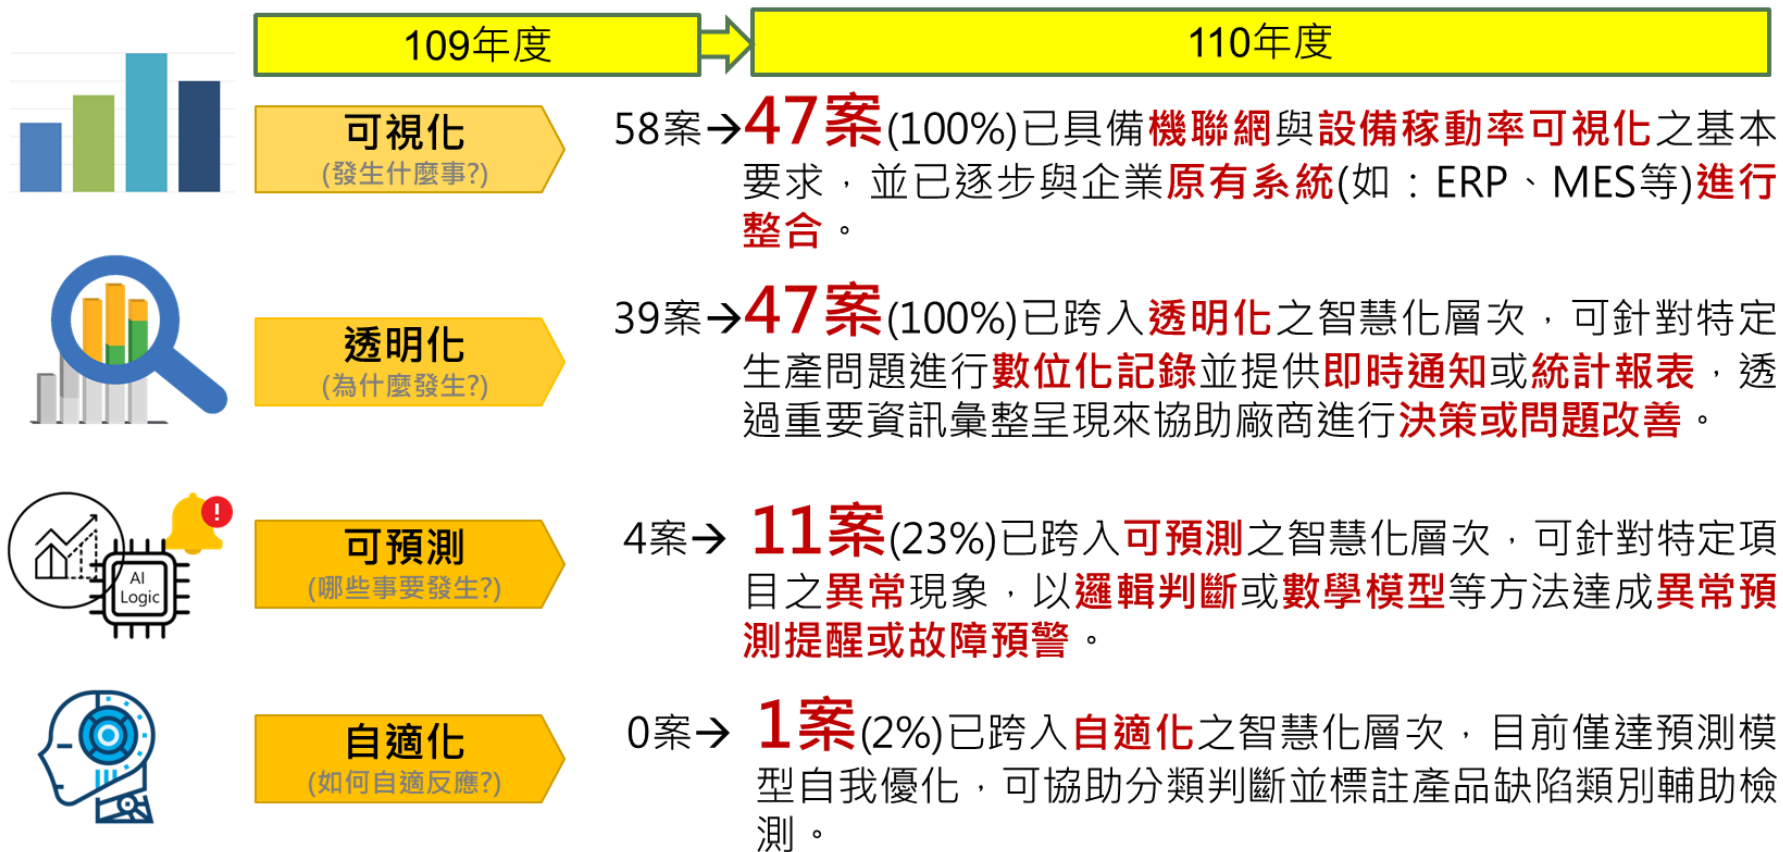 109年度
110年度
可視化
(發生什麼事?)
58案→47案(100%)已具備機聯網與設備稼動率可視化之基本
要求，並已逐步與企業原有系統(如：ERP、MES等)進行
整合。
透明化
(為什麼發生?)
39案→47案(100%)已跨入透明化之智慧化層次，可針對特定
生產問題進行數位化記錄並提供即時通知或統計報表，透
過重要資訊彙整呈現來協助廠商進行決策或問題改善。
AI
Logic
!
可預測
(哪些事要發生?)
4案→ 11案(23%)已跨入可預測之智慧化層次，可針對特定項
目之異常現象，以邏輯判斷或數學模型等方法達成異常預
測提醒或故障預警。
自適化
(如何自適反應?)
0案→ 1案(2%)已跨入自適化之智慧化層次，目前僅達預測模
型自我優化，可協助分類判斷並標註產品缺陷類別輔助檢
測。